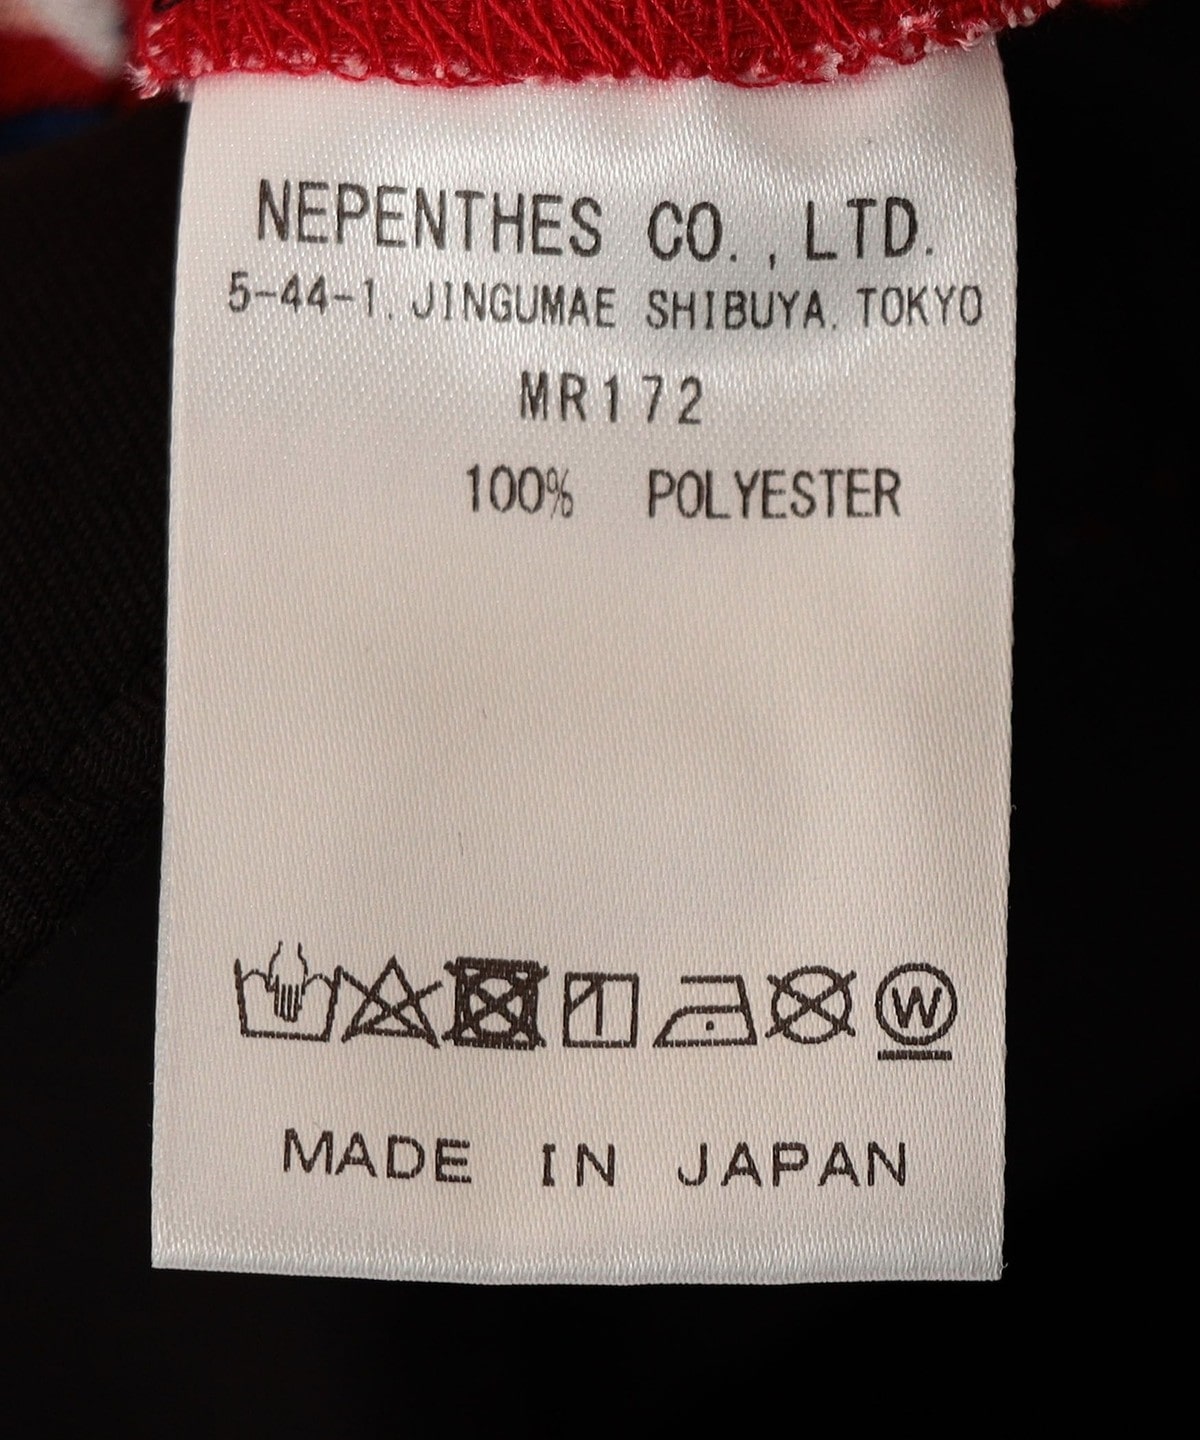 NEPENTHES CO., LTD.
5-44-1, JINGUMAE SHIBUYA, TOKYO
MR172
100% POLYESTER
W
MADE IN JAPAN